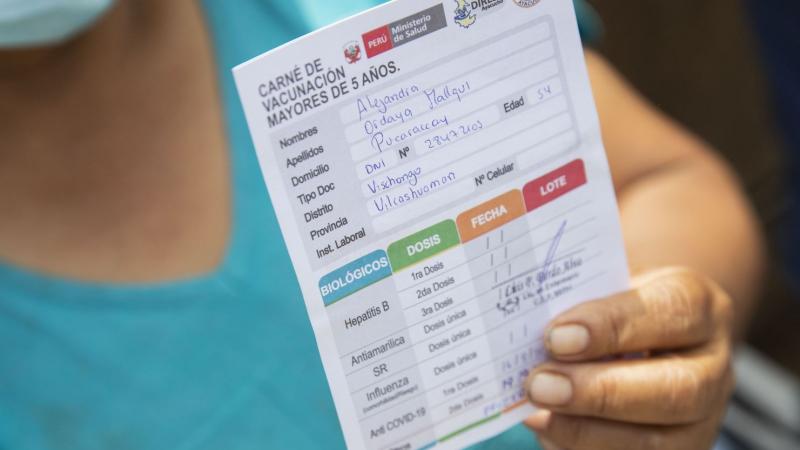 PERÚ Ministerio de Salud
CARNÉ DE
VACUNACIÓN
MAYORES DE 5 AÑOS.
Nombres Alejandra
Apellidos Ordaya Mallqui
Domicilio Pucaraccay Edad 54
Tipo Doc DNI Nº 28472103
Distrito Vischongo
Provincia Vilcashuaman
Inst. Laboral Nº Celular
BIOLÓGICOS DOSIS FECHA LOTE
Hepatitis B 1ra Dosis
2da Dosis
3ra Dosis
Antiamarilica Dosis única
SR Dosis única
Influenza Dosis única
Anti COVID-19 1ra Dosis
2da Dosis